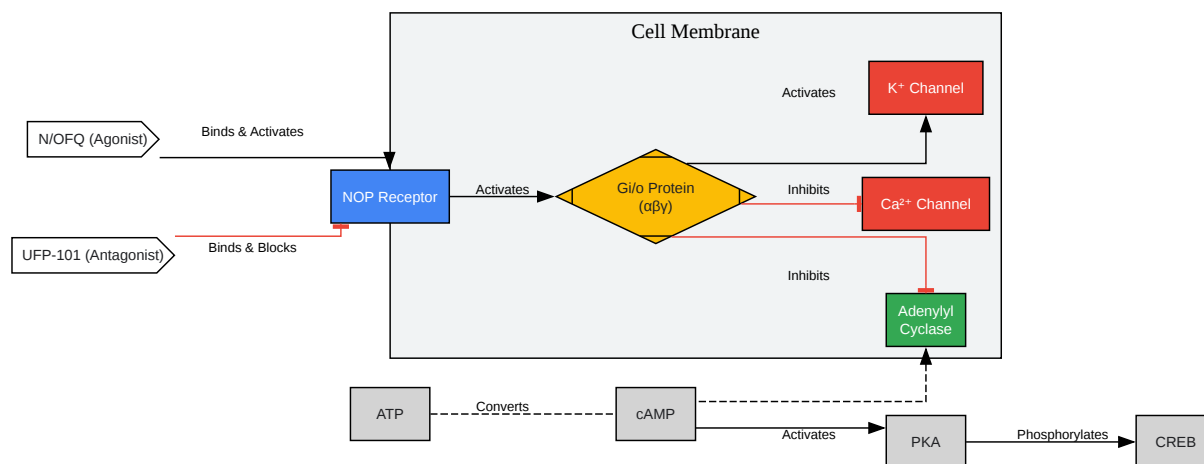 Cell Membrane
K⁺ Channel
Activates
N/OFQ (Agonist)
Binds & Activates
NOP Receptor
Activates
Gi/o Protein
(αβγ)
Inhibits
Ca²⁺ Channel
UFP-101 (Antagonist)
Binds & Blocks
Inhibits
Adenylyl
Cyclase
ATP
Converts
cAMP
Activates
PKA
Phosphorylates
CREB